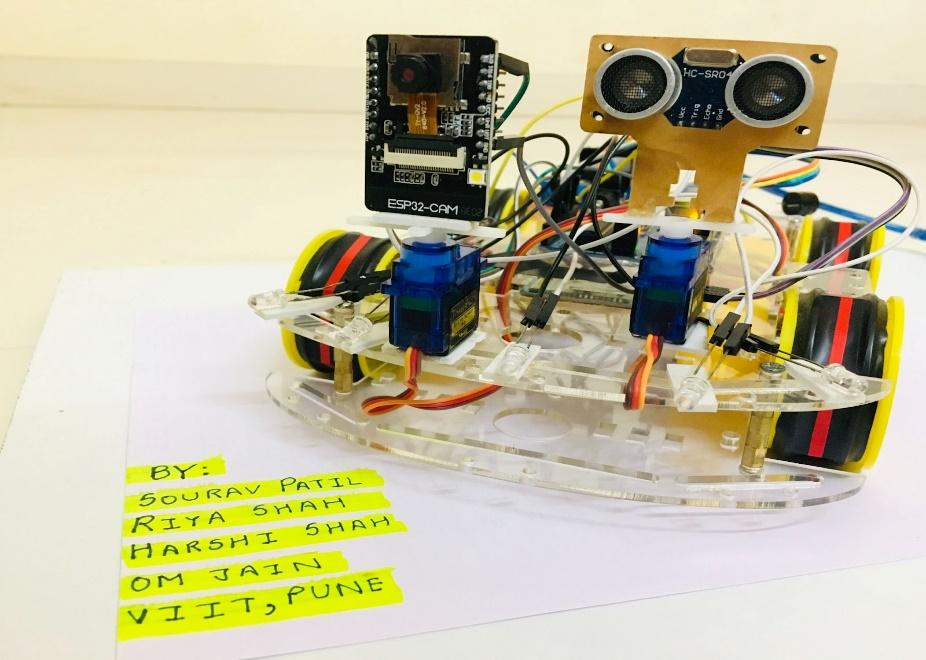 HC-SR04
Vcc
Trig
Echo
Gnd
ESP32-CAM
BY:
SOURAV PATIL
RIYA SHAH
HARSHI SHAH
OM JAIN
VIIT, PUNE